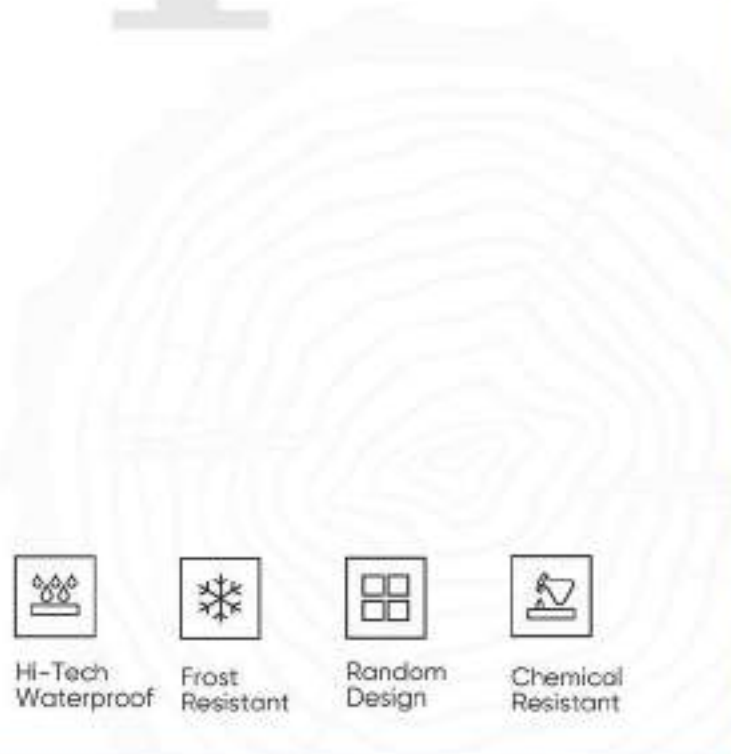 Hi-Tech
Waterproof
Frost
Resistant
Random
Design
Chemical
Resistant